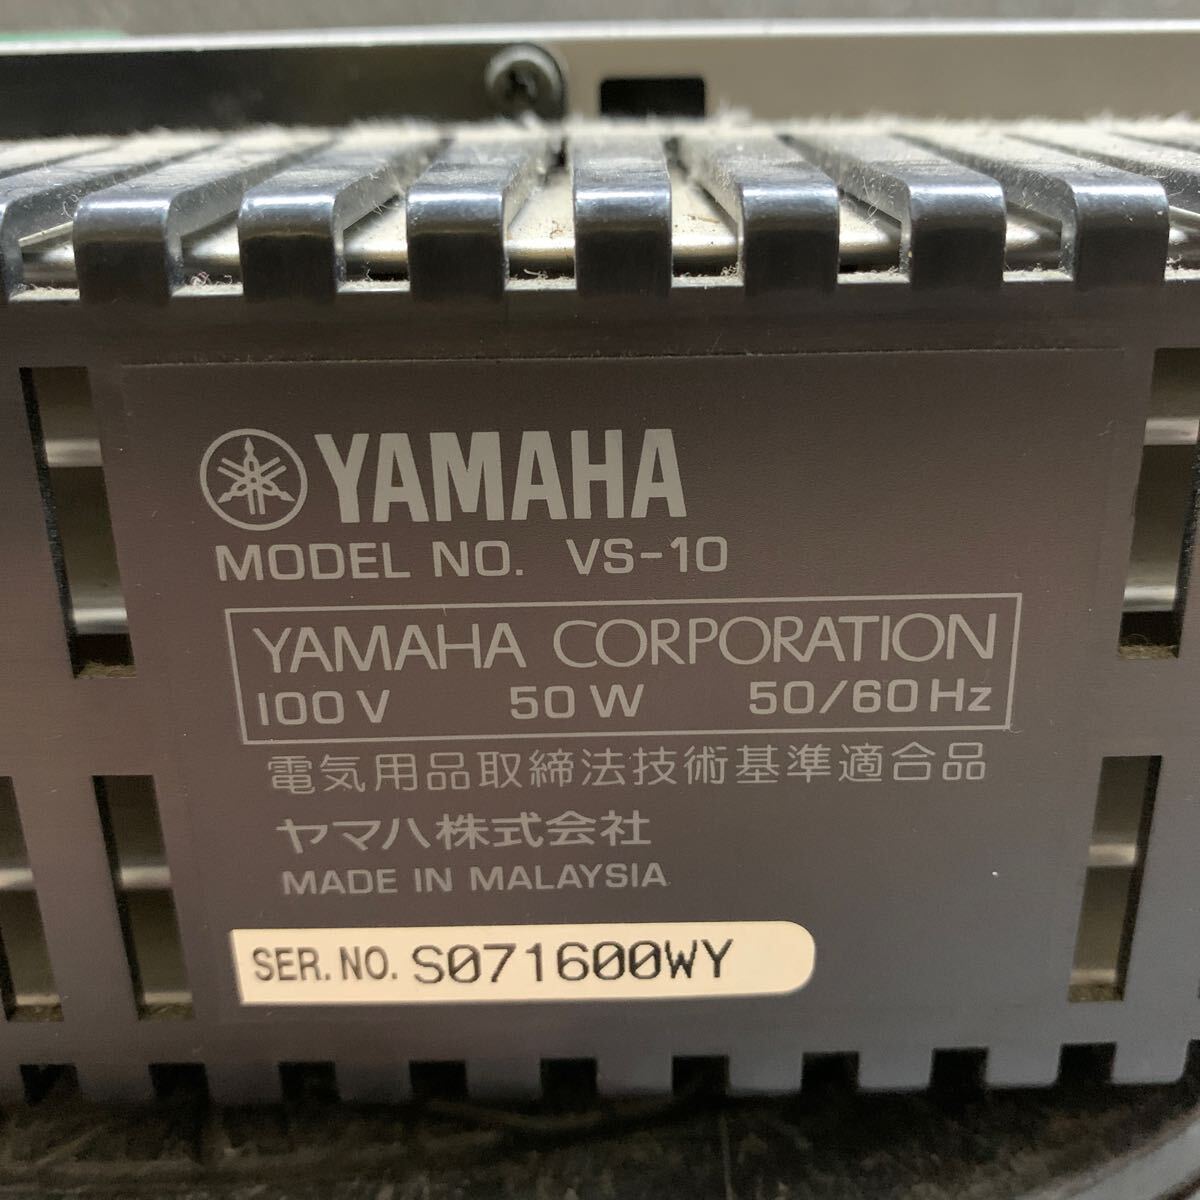 YAMAHA
MODEL NO. VS-10
YAMAHA CORPORATION
100V 50W 50/60Hz
電気用品取締法技術基準適合品
ヤマハ株式会社
MADE IN MALAYSIA
SER. NO. S071600WY